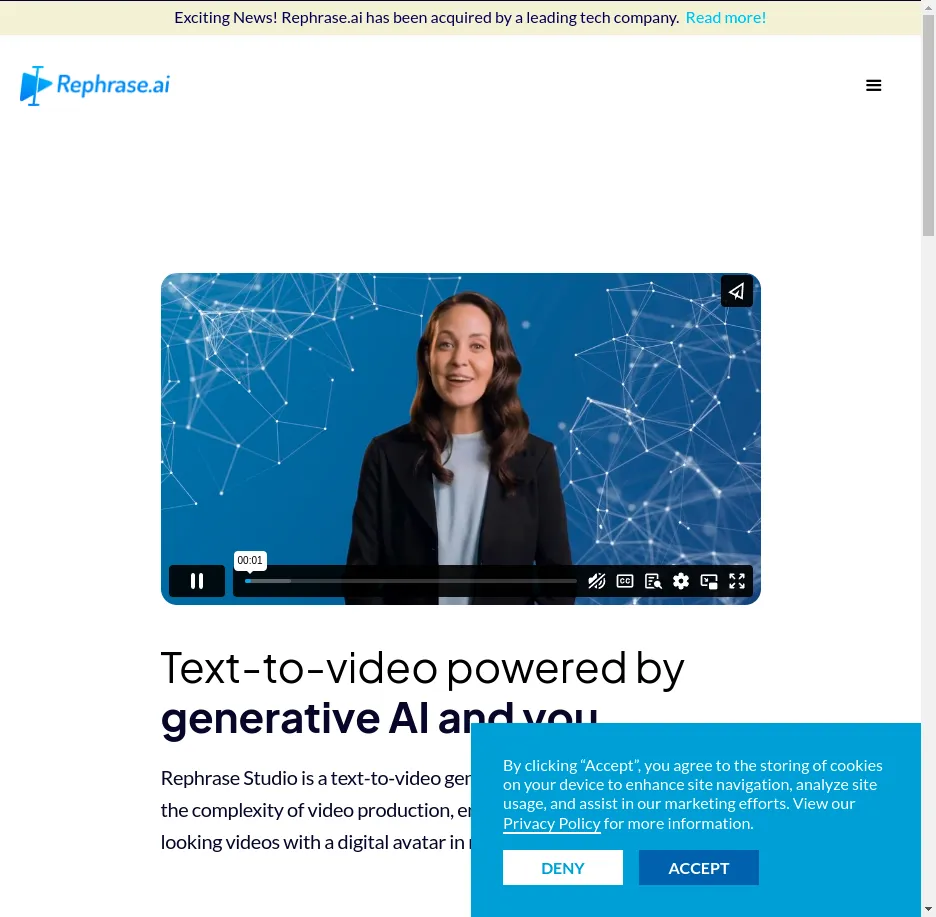 Exciting News! Rephrase.ai has been acquired by a leading tech company. Read more!
Rephrase.ai
00:01
CC
Text-to-video powered by
generative AI and you
Rephrase Studio is a text-to-video
the complexity of video production,
looking videos with a digital avatar in
By clicking “Accept”, you agree to the storing of cookies
on your device to enhance site navigation, analyze site
usage, and assist in our marketing efforts. View our
Privacy Policy for more information.
DENY
ACCEPT